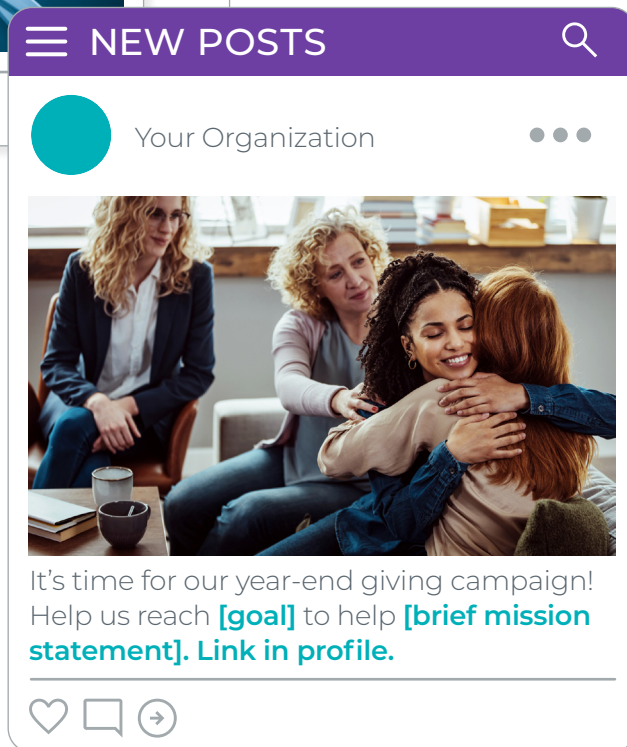 NEW POSTS
Your Organization
It’s time for our year-end giving campaign!
Help us reach [goal] to help [brief mission
statement]. Link in profile.